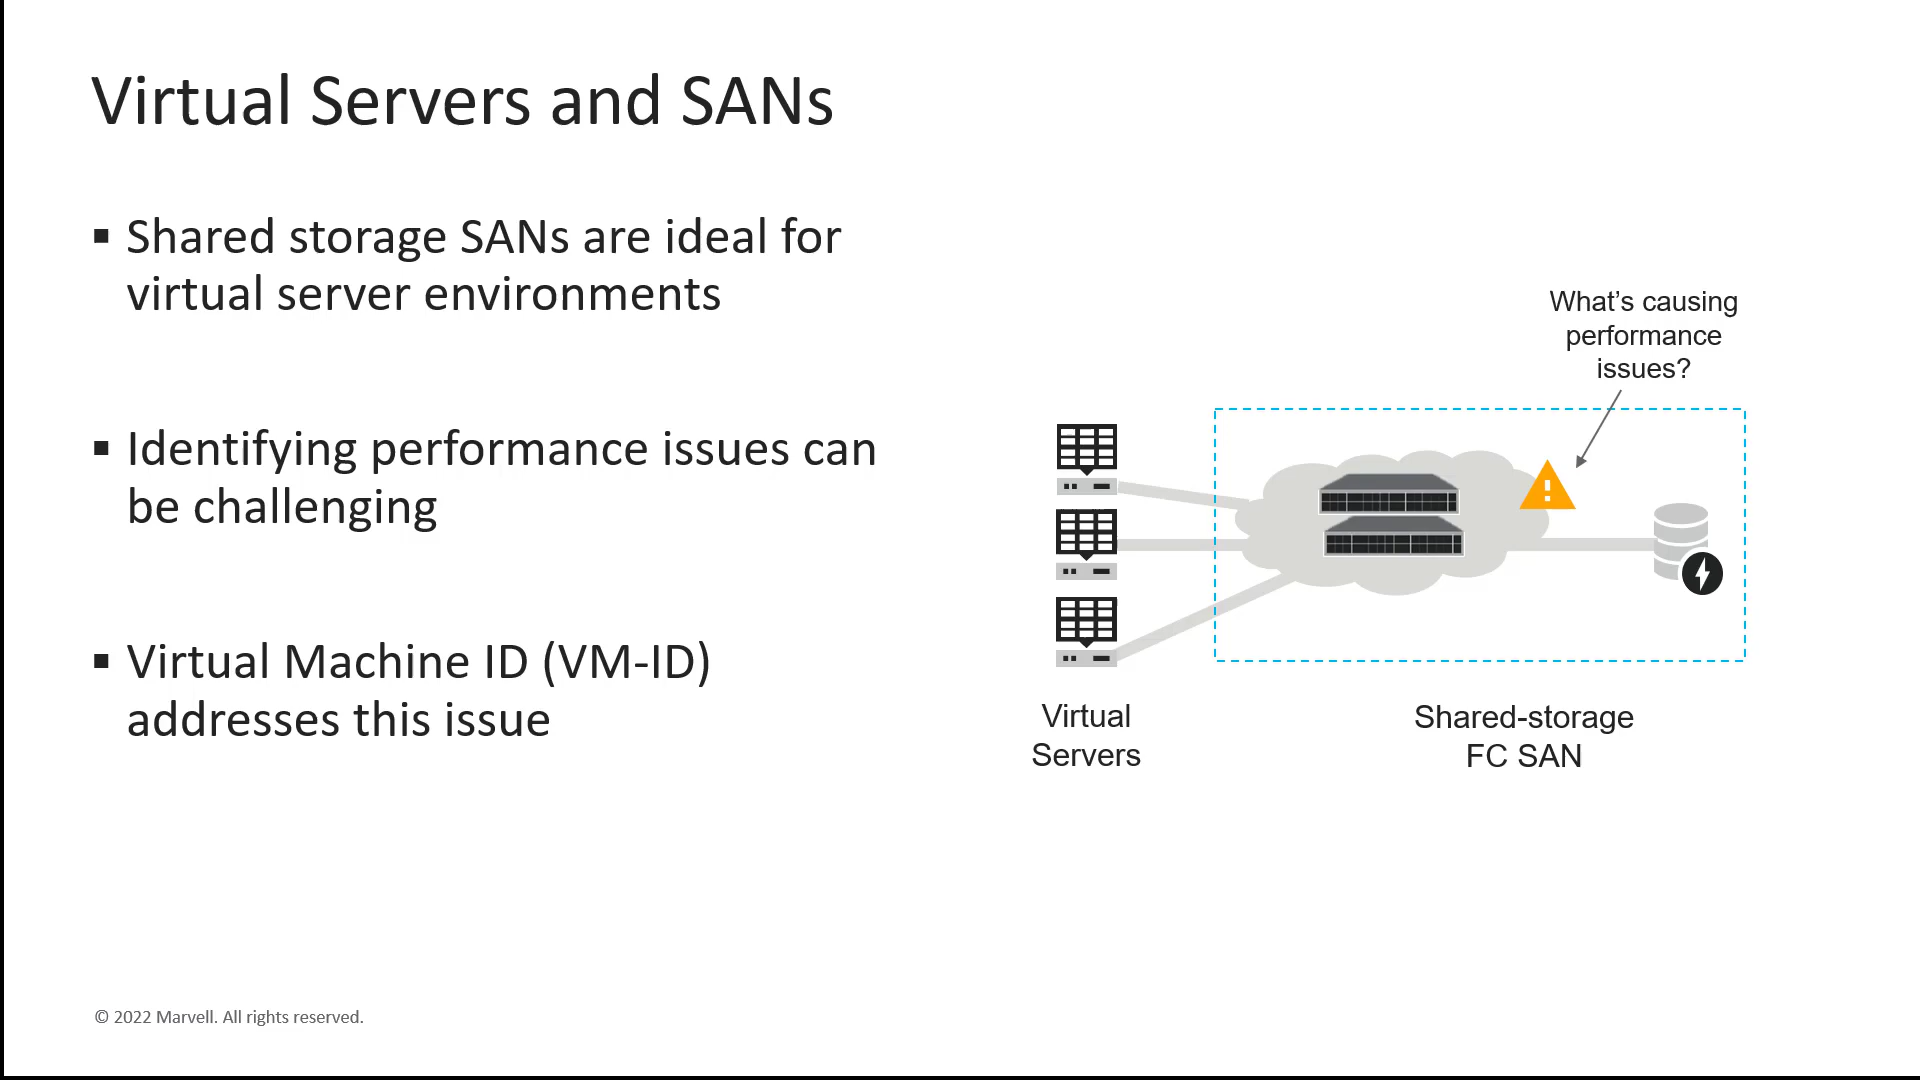 Virtual Servers and SANs
▪ Shared storage SANs are ideal for
virtual server environments
▪ Identifying performance issues can
be challenging
▪ Virtual Machine ID (VM-ID)
addresses this issue
What’s causing
performance
issues?
Virtual
Servers
Shared-storage
FC SAN
© 2022 Marvell. All rights reserved.